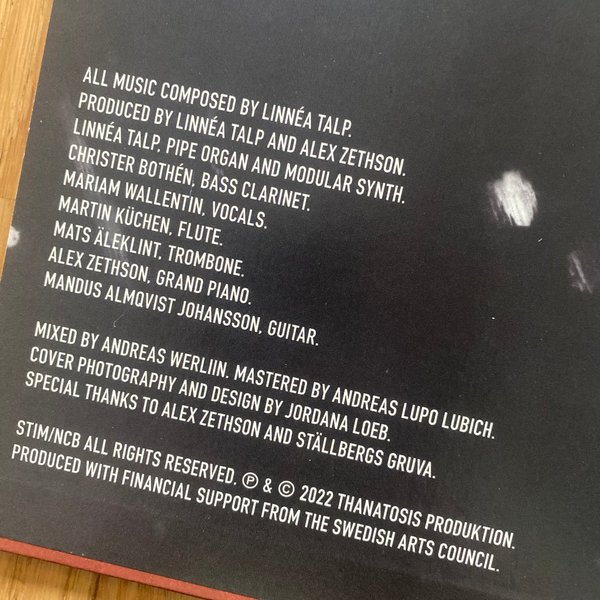 ALL MUSIC COMPOSED BY LINNÉA TALP.
PRODUCED BY LINNÉA TALP AND ALEX ZETHSON.
LINNÉA TALP, PIPE ORGAN AND MODULAR SYNTH.
CHRISTER BOTHÉN, BASS CLARINET.
MARIAM WALLENTIN, VOCALS.
MARTIN KÜCHEN, FLUTE.
MATS ÄLEKLINT, TROMBONE.
ALEX ZETHSON, GRAND PIANO.
MANDUS ALMQVIST JOHANSSON, GUITAR.
MIXED BY ANDREAS WERLIIN. MASTERED BY ANDREAS LUPO LUBICH.
COVER PHOTOGRAPHY AND DESIGN BY JORDANA LOEB.
SPECIAL THANKS TO ALEX ZETHSON AND STÄLLBERGS GRUVA.
STIM/NCB ALL RIGHTS RESERVED. ℗ & © 2022 THANATOSIS PRODUKTION.
PRODUCED WITH FINANCIAL SUPPORT FROM THE SWEDISH ARTS COUNCIL.